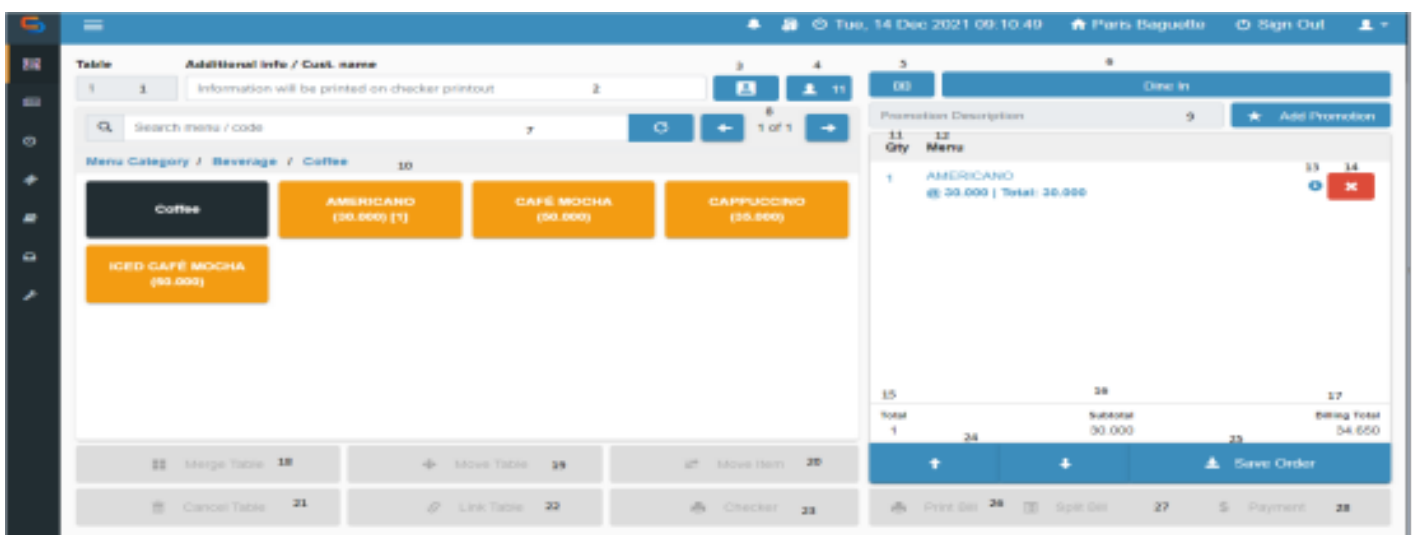 Tue, 14 Dec 2021 09:10:49 Paris Baguette Sign Out
Table Additional Info / Cust. name 3 4 5 6
1 1 Information will be printed on checker printout 2 11 Dine In
8
Search menu / code 7 1 of 1 Promotion Description 9 Add Promotion
11 12
Qty Menu
Menu Category / Beverage / Coffee 10
13 14
1 AMERICANO
@ 30.000 | Total: 30.000
Coffee
AMERICANO
(30.000) [1]
CAFÉ MOCHA
(50.000)
CAPPUCCINO
(35.000)
ICED CAFÉ MOCHA
(50.000)
15 16 17
Total Subtotal Billing Total
1 30.000 34.650
24 25
Merge Table 18 Move Table 19 Move Item 20 Save Order
Cancel Table 21 Link Table 22 Checker 23 Print Bill 26 Split Bill 27 $ Payment 28